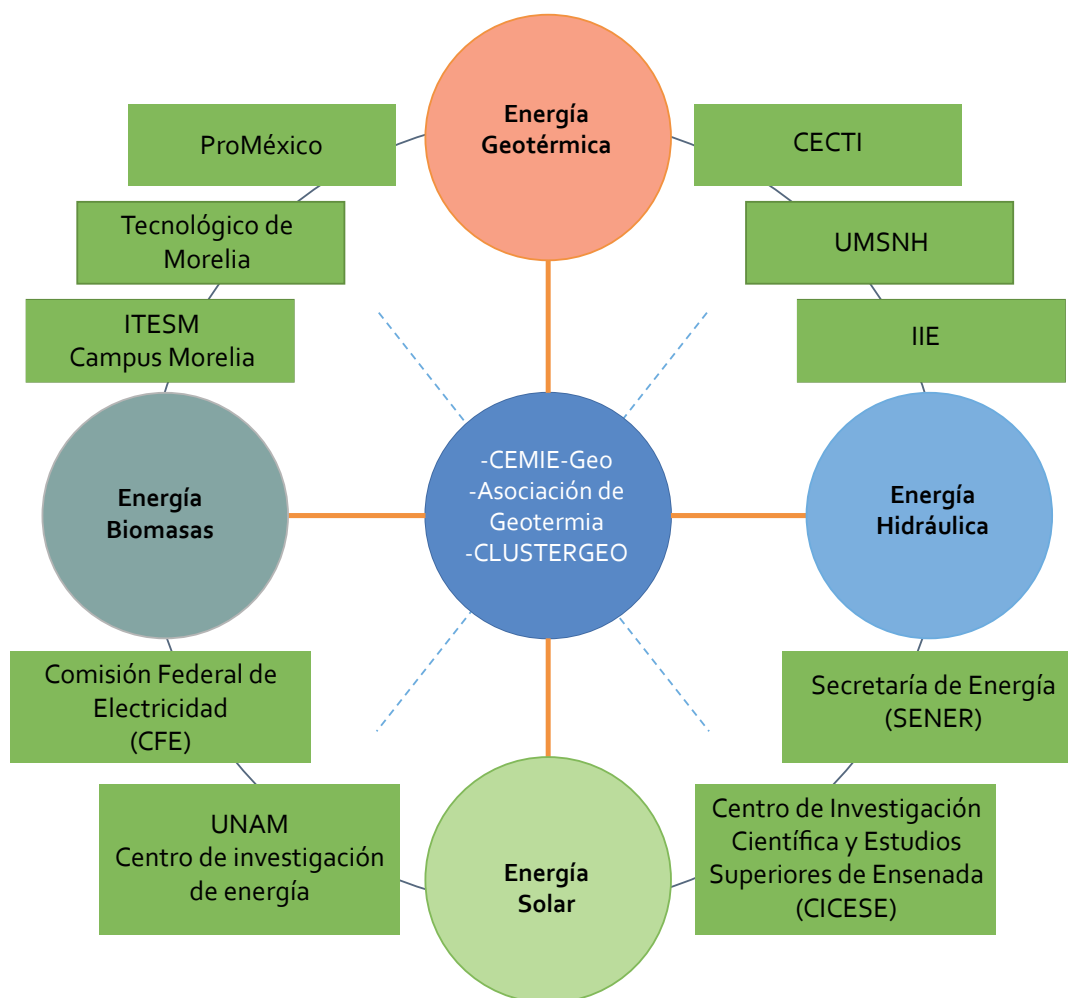 Energía
Geotérmica
ProMéxico
CECTI
Tecnológico de
Morelia
UMSNH
ITESM
Campus Morelia
IIE
Energía
Biomasas
-CEMIE-Geo
-Asociación de
Geotermia
-CLUSTERGEO
Energía
Hidráulica
Comisión Federal de
Electricidad
(CFE)
Secretaría de Energía
(SENER)
UNAM
Centro de investigación
de energía
Energía
Solar
Centro de Investigación
Científica y Estudios
Superiores de Ensenada
(CICESE)